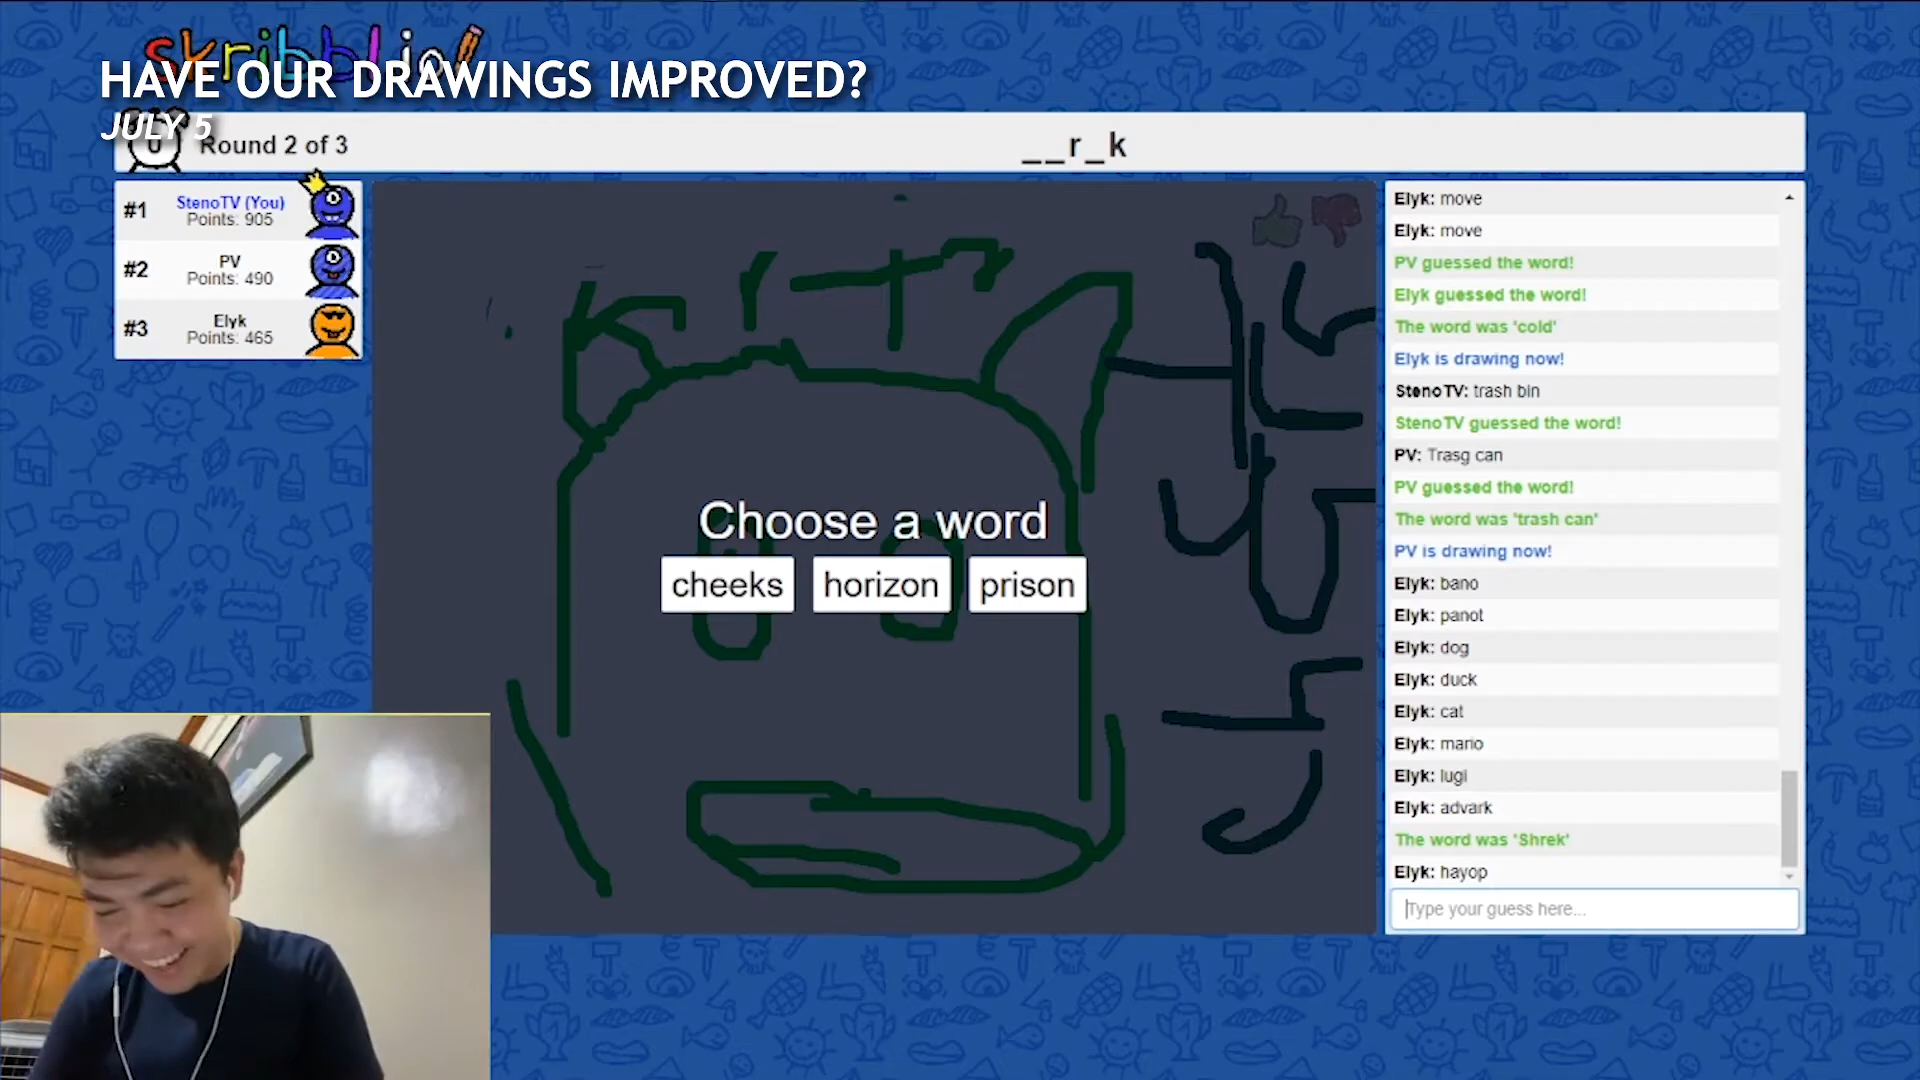 skribbl.io!
HAVE OUR DRAWINGS IMPROVED?
JULY 5
Round 2 of 3
__r_k
#1
StenoTV (You)
Points: 905
#2
PV
Points: 490
#3
Elyk
Points: 465
Choose a word
cheeks
horizon
prison
Elyk: move
Elyk: move
PV guessed the word!
Elyk guessed the word!
The word was 'cold'
Elyk is drawing now!
StenoTV: trash bin
StenoTV guessed the word!
PV: Trasg can
PV guessed the word!
The word was 'trash can'
PV is drawing now!
Elyk: bano
Elyk: panot
Elyk: dog
Elyk: duck
Elyk: cat
Elyk: mario
Elyk: lugi
Elyk: advark
The word was 'Shrek'
Elyk: hayop
Type your guess here...